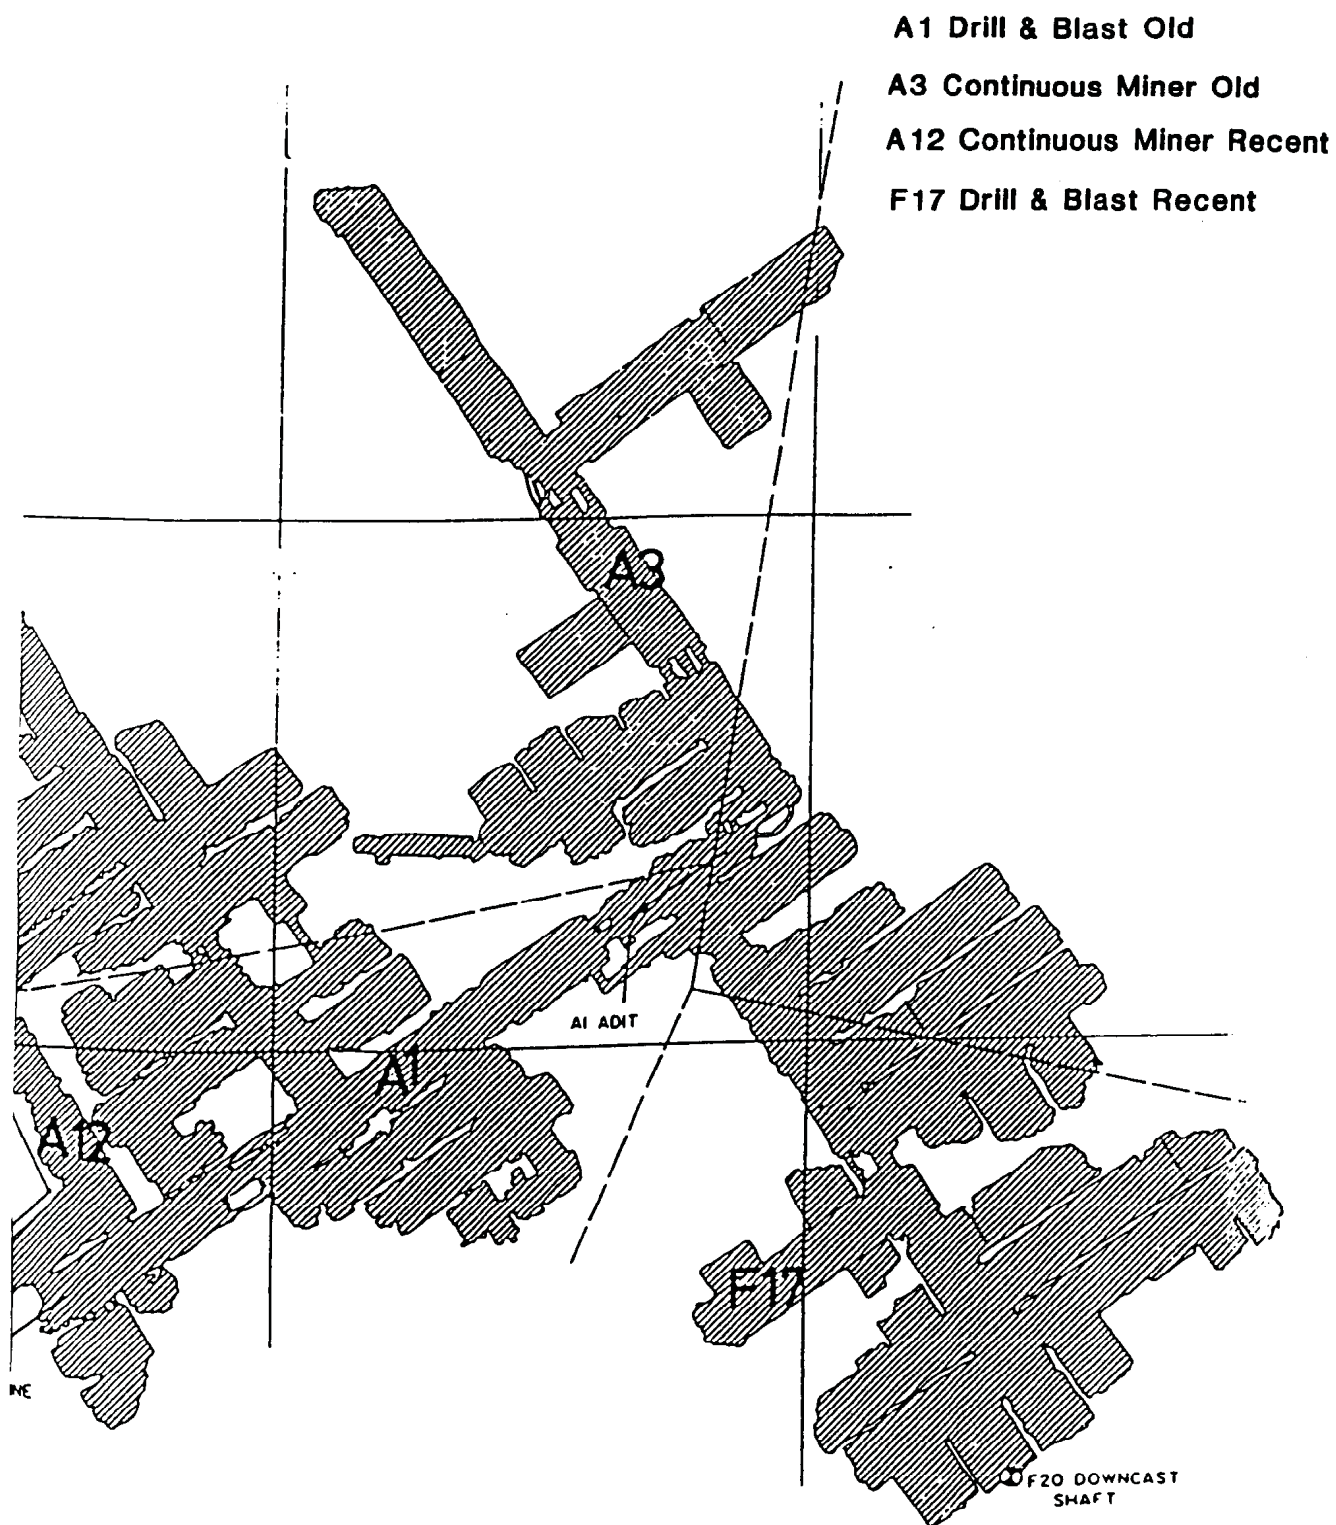 A1 Drill & Blast Old
A3 Continuous Miner Old
A12 Continuous Miner Recent
F17 Drill & Blast Recent
A3
A1 ADIT
A1
A12
F17
INE
F20 DOWNCAST
SHAFT